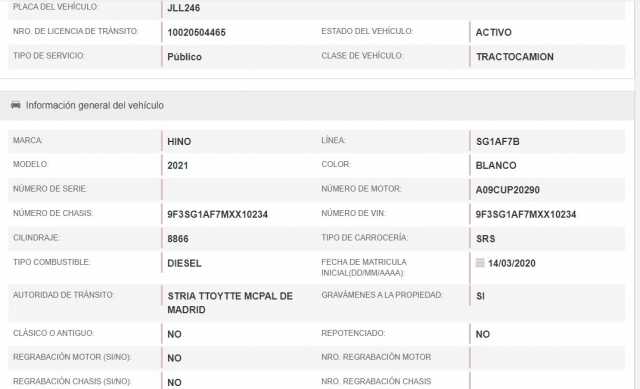 PLACA DEL VEHÍCULO: JLL246
NRO. DE LICENCIA DE TRÁNSITO: 10020504465 ESTADO DEL VEHÍCULO: ACTIVO
TIPO DE SERVICIO: Público CLASE DE VEHÍCULO: TRACTOCAMION
Información general del vehículo
MARCA: HINO LÍNEA: SG1AF7B
MODELO: 2021 COLOR: BLANCO
NÚMERO DE SERIE: NÚMERO DE MOTOR: A09CUP20290
NÚMERO DE CHASIS: 9F3SG1AF7MXX10234 NÚMERO DE VIN: 9F3SG1AF7MXX10234
CILINDRAJE: 8866 TIPO DE CARROCERÍA: SRS
TIPO COMBUSTIBLE: DIESEL FECHA DE MATRICULA 14/03/2020
INICIAL(DD/MM/AAAA):
AUTORIDAD DE TRÁNSITO: STRIA TTOYTTE MCPAL DE GRAVÁMENES A LA PROPIEDAD: SI
MADRID
CLÁSICO O ANTIGUO: NO REPOTENCIADO: NO
REGRABACIÓN MOTOR (SI/NO): NO NRO. REGRABACIÓN MOTOR
REGRABACIÓN CHASIS (SI/NO): NO NRO. REGRABACIÓN CHASIS